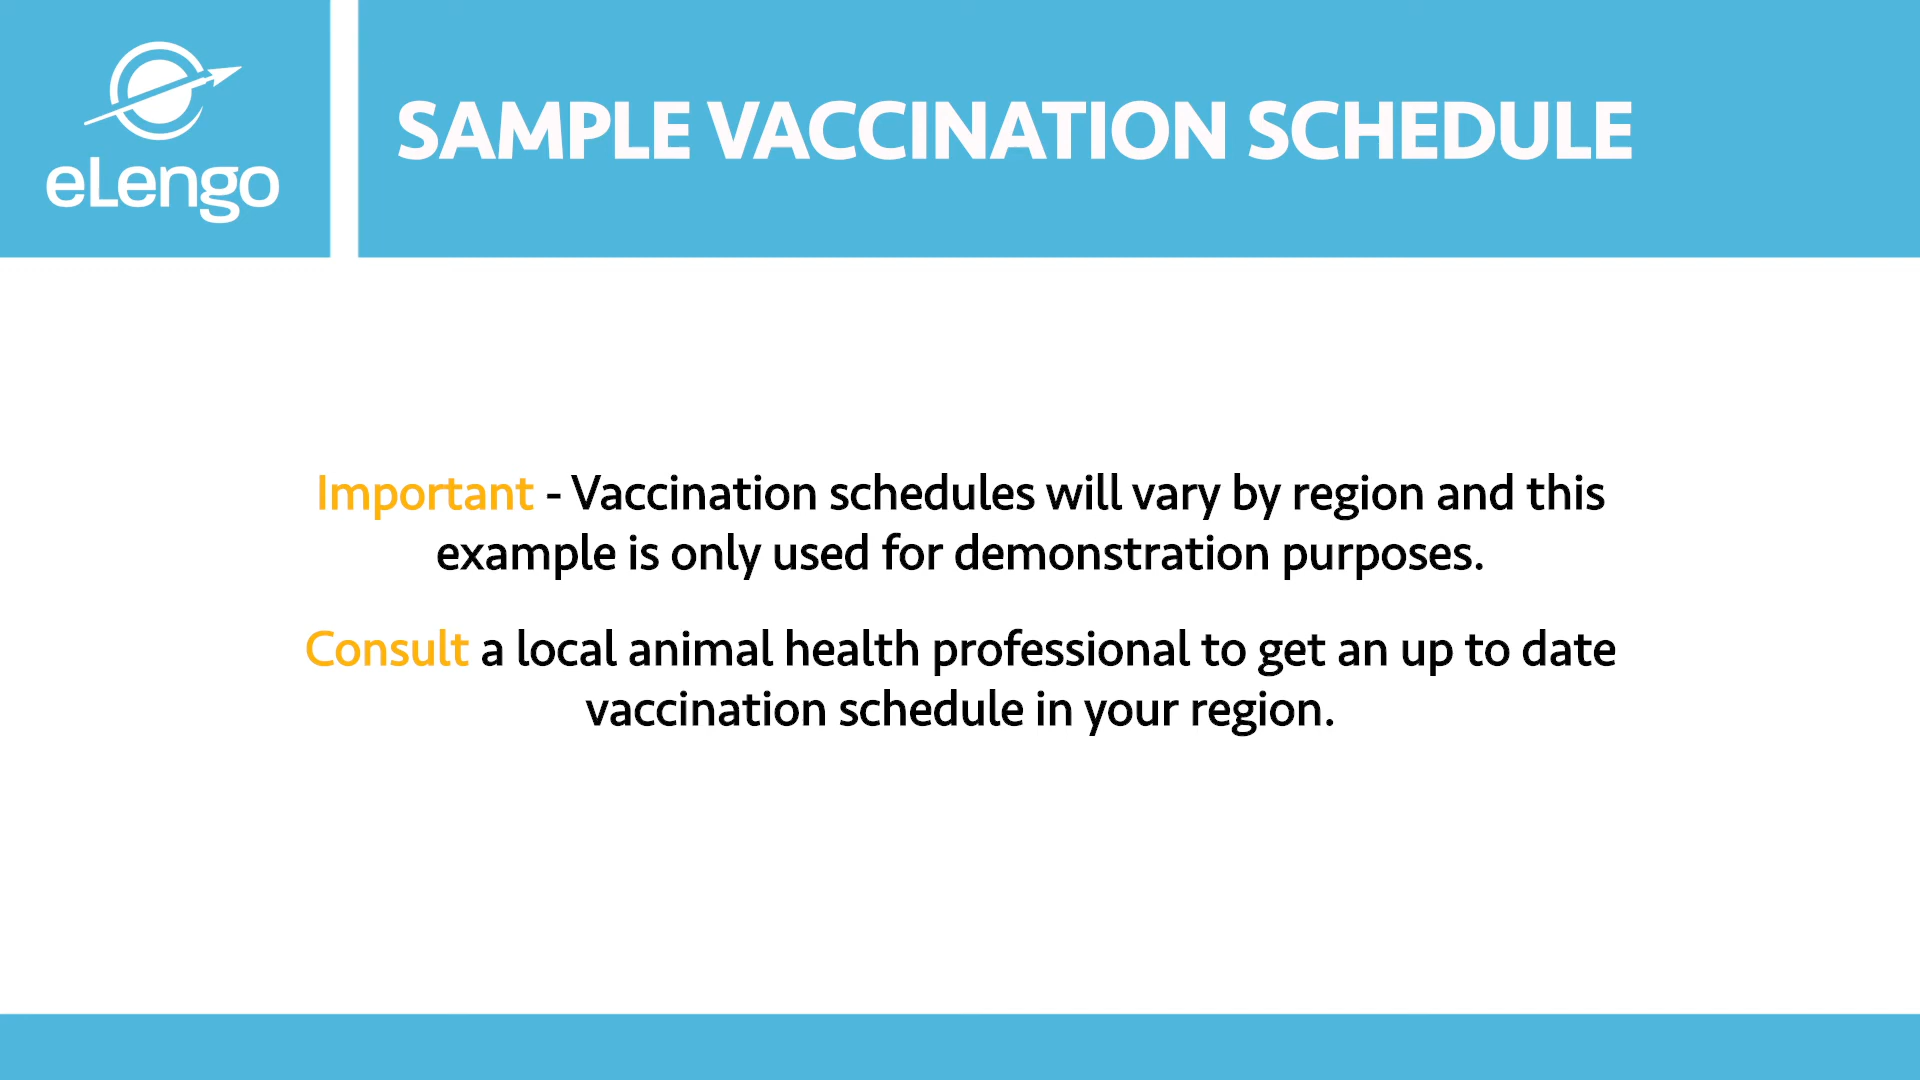 eLengo
SAMPLE VACCINATION SCHEDULE
Important - Vaccination schedules will vary by region and this
example is only used for demonstration purposes.
Consult a local animal health professional to get an up to date
vaccination schedule in your region.